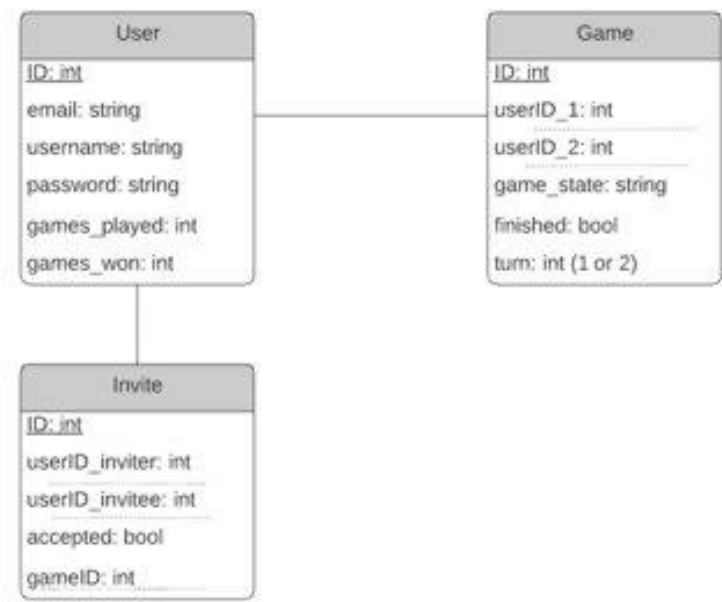 User
ID: int
email: string
username: string
password: string
games_played: int
games_won: int
Game
ID: int
userID_1: int
userID_2: int
game_state: string
finished: bool
turn: int (1 or 2)
Invite
ID: int
userID_inviter: int
userID_invitee: int
accepted: bool
gameID: int